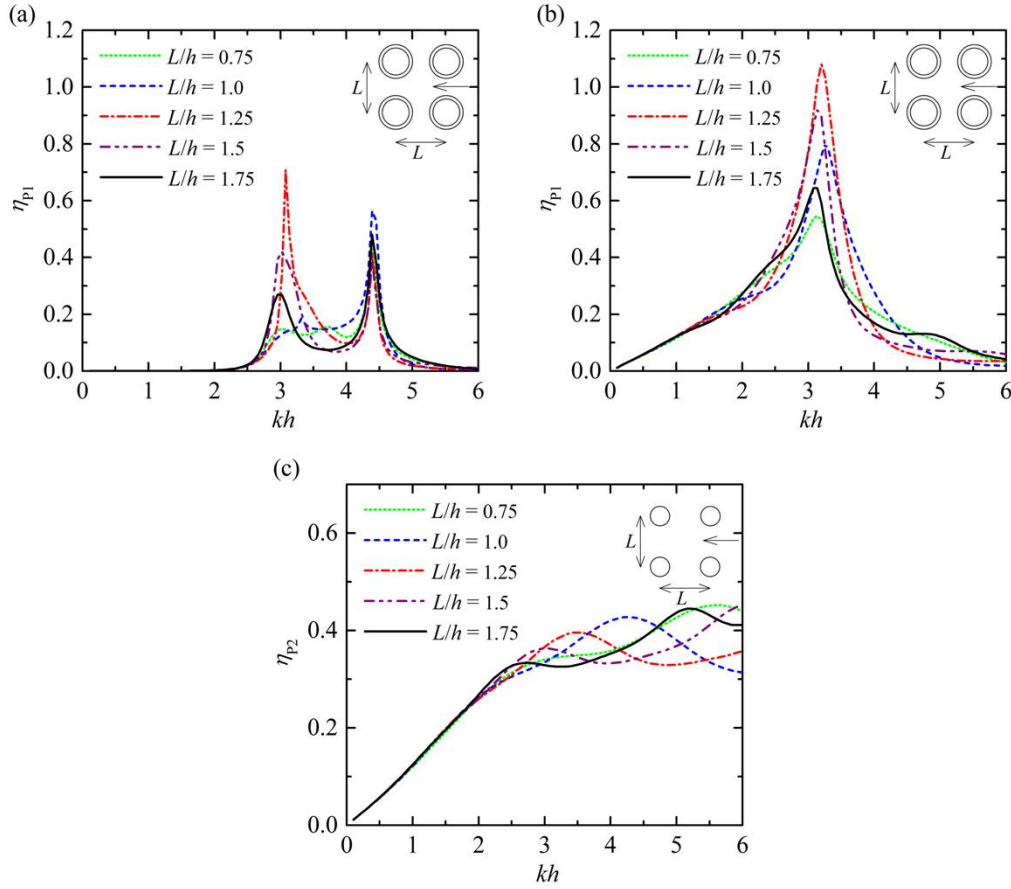 (a)
1.2
1.0
0.8
0.6
0.4
0.2
0.0
η_P1
L/h = 0.75
L/h = 1.0
L/h = 1.25
L/h = 1.5
L/h = 1.75
L
L
0 1 2 3 4 5 6
kh
(b)
1.2
1.0
0.8
0.6
0.4
0.2
0.0
η_P1
L/h = 0.75
L/h = 1.0
L/h = 1.25
L/h = 1.5
L/h = 1.75
L
L
0 1 2 3 4 5 6
kh
(c)
0.6
0.4
0.2
0.0
η_P2
L/h = 0.75
L/h = 1.0
L/h = 1.25
L/h = 1.5
L/h = 1.75
L
L
0 1 2 3 4 5 6
kh